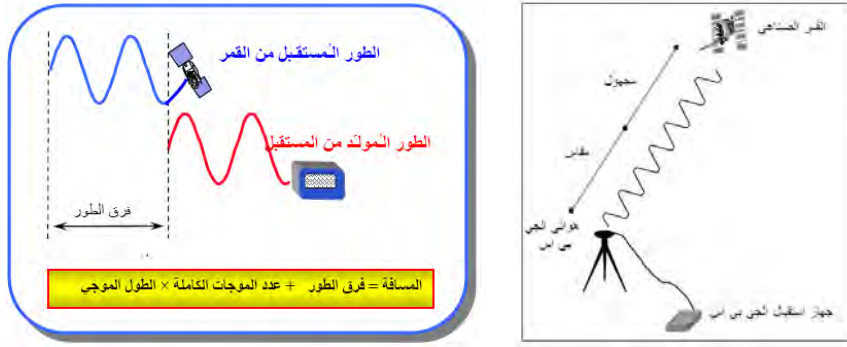 الطور المستقبل من القمر
الطور المولد من المستقبل
فرق الطور
المسافة = فرق الطور + عدد الموجات الكاملة × الطول الموجي
القمر الصناعي
مجهول
مقاس
هوائي الجي
بي اس
جهاز استقبال الجي بي اس